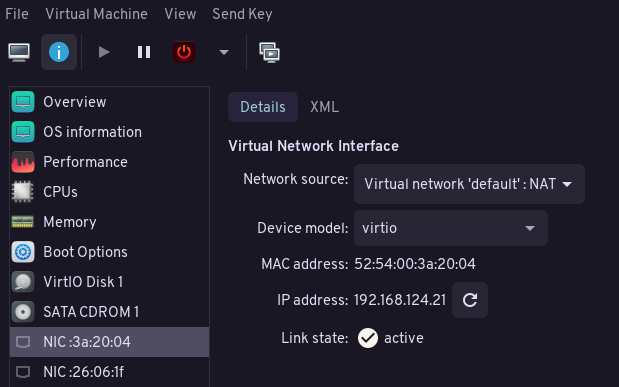 File Virtual Machine View Send Key
Details XML
Overview
OS information
Performance
CPUs
Memory
Boot Options
VirtIO Disk 1
SATA CDROM 1
NIC :3a:20:04
NIC :26:06:1f
Virtual Network Interface
Network source: Virtual network 'default' : NAT
Device model: virtio
MAC address: 52:54:00:3a:20:04
IP address: 192.168.124.21
Link state: active